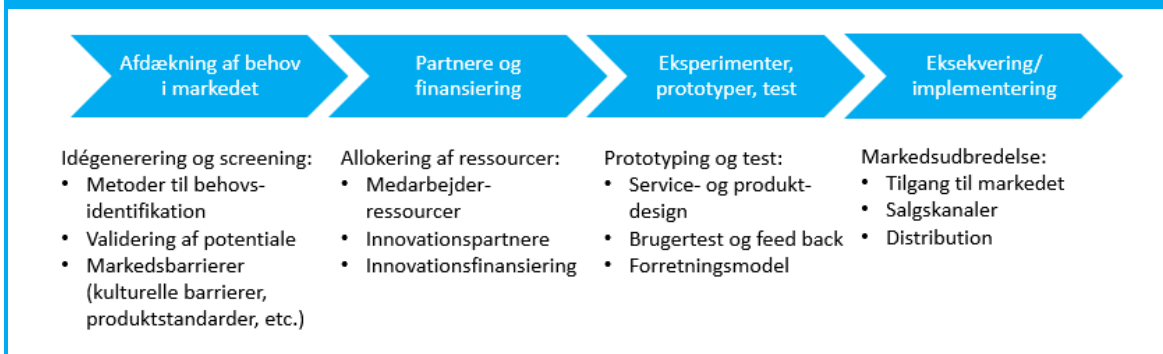 Afdækning af behov
i markedet
Partnere og
finansiering
Eksperimenter,
prototyper, test
Eksekvering/
implementering
Idégenerering og screening:
• Metoder til behovs-
identifikation
• Validering af potentiale
• Markedsbarrierer
(kulturelle barrierer,
produktstandarder, etc.)
Allokering af ressourcer:
• Medarbejder-
ressourcer
• Innovationspartnere
• Innovationsfinansiering
Prototyping og test:
• Service- og produkt-
design
• Brugertest og feed back
• Forretningsmodel
Markedsudbredelse:
• Tilgang til markedet
• Salgskanaler
• Distribution